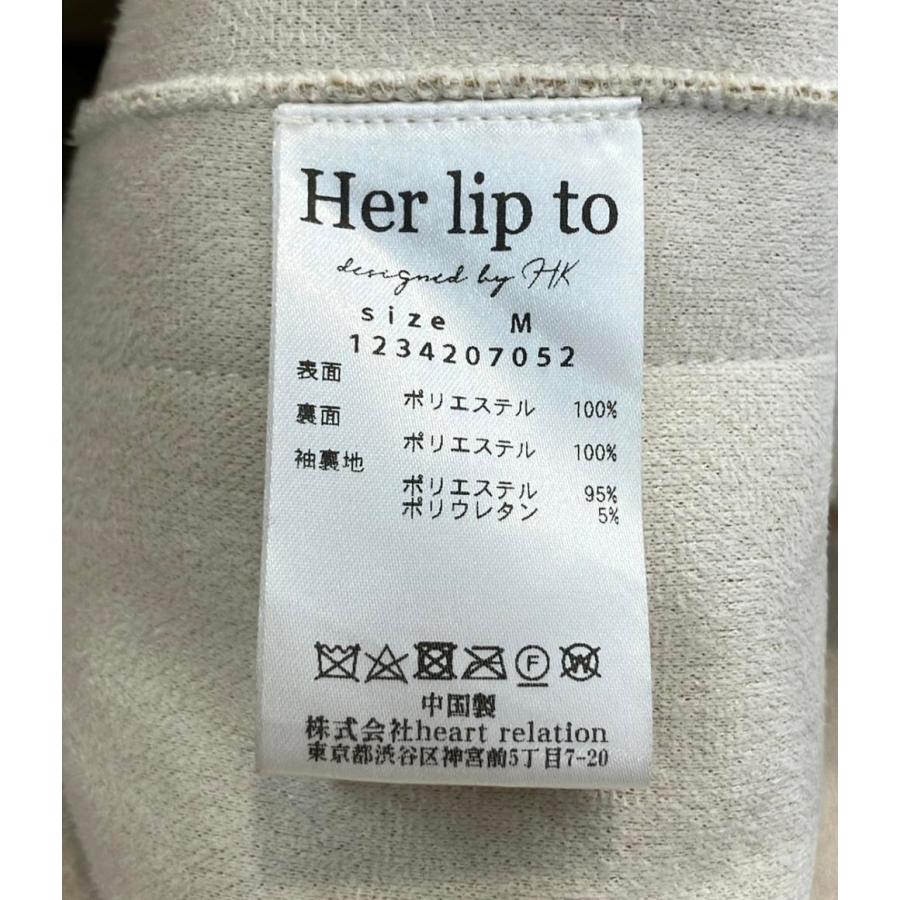 Her lip to
designed by HK
size M
1234207052
表面
ポリエステル 100%
裏面
ポリエステル 100%
袖裏地
ポリエステル 95%
ポリウレタン 5%
F W
中国製
株式会社heart relation
東京都渋谷区神宮前5丁目7-20